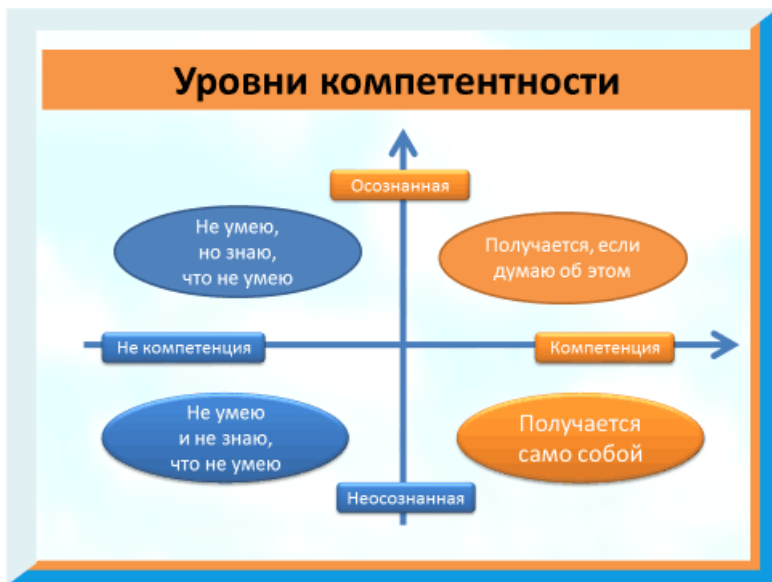 Уровни компетентности
Осознанная
Не умею,
но знаю,
что не умею
Получается, если
думаю об этом
Не компетенция
Компетенция
Не умею
и не знаю,
что не умею
Получается
само собой
Неосознанная